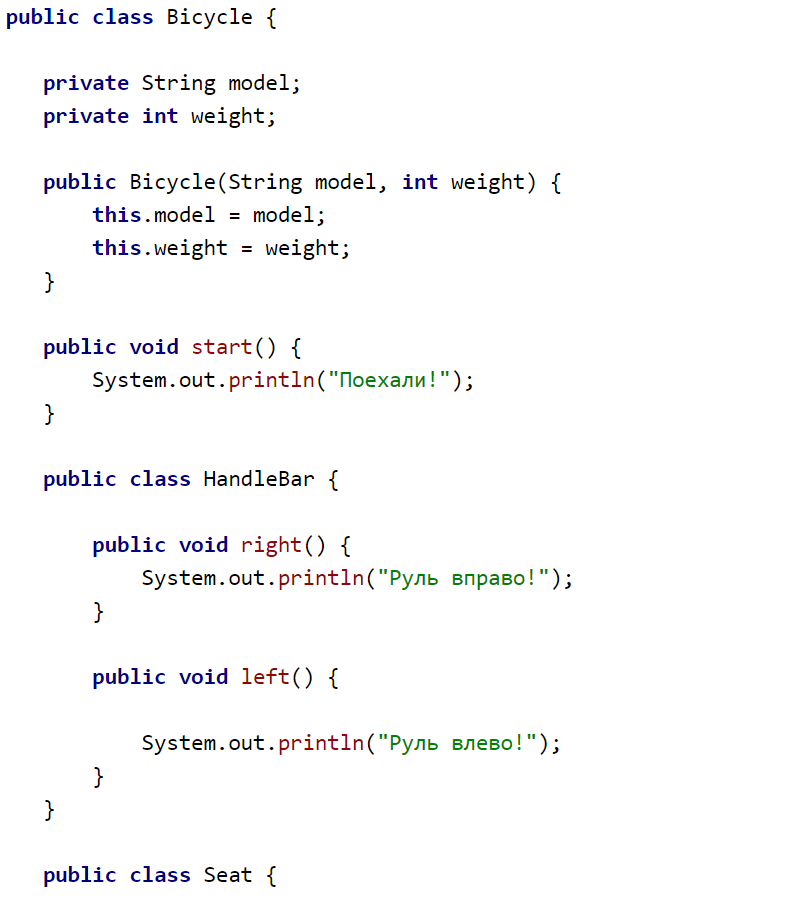 public class Bicycle {
private String model;
private int weight;
public Bicycle(String model, int weight) {
this.model = model;
this.weight = weight;
}
public void start() {
System.out.println("Поехали!");
}
public class HandleBar {
public void right() {
System.out.println("Руль вправо!");
}
public void left() {
System.out.println("Руль влево!");
}
}
public class Seat {